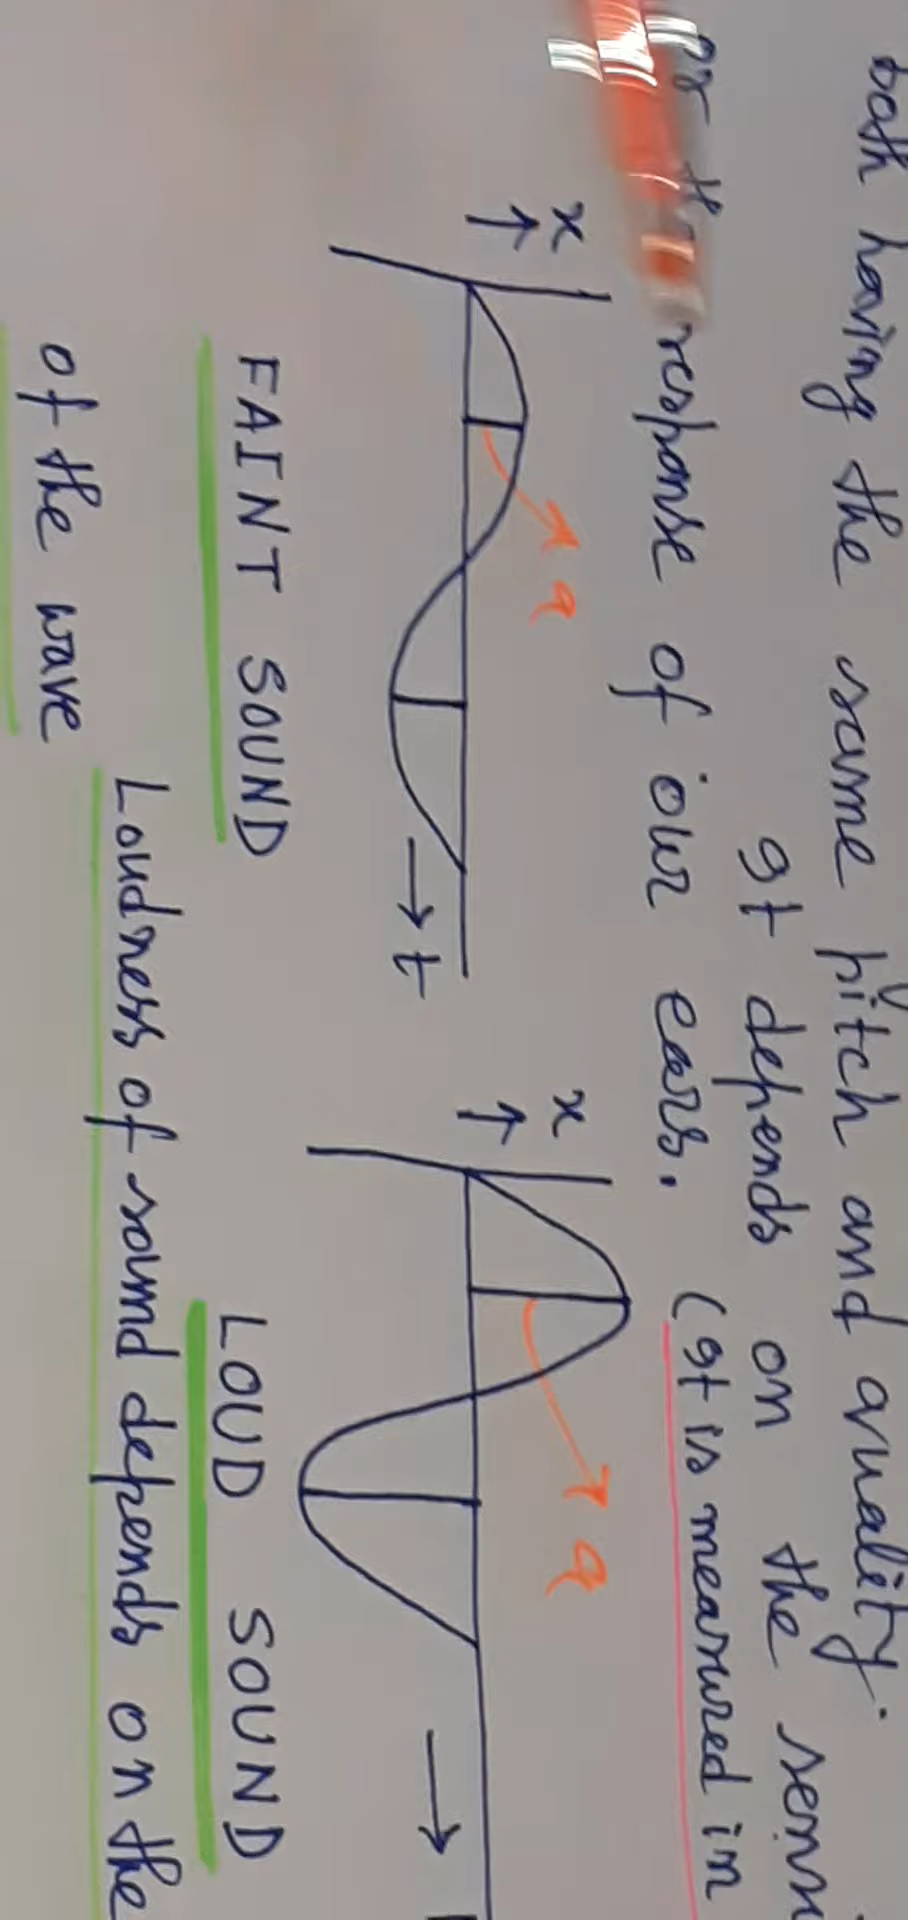 both having the same pitch and quality.
It depends on the
response of our ears. (It is measured in
x x
a a
t
FAINT SOUND LOUD SOUND
Loudness of sound depends on the
of the wave